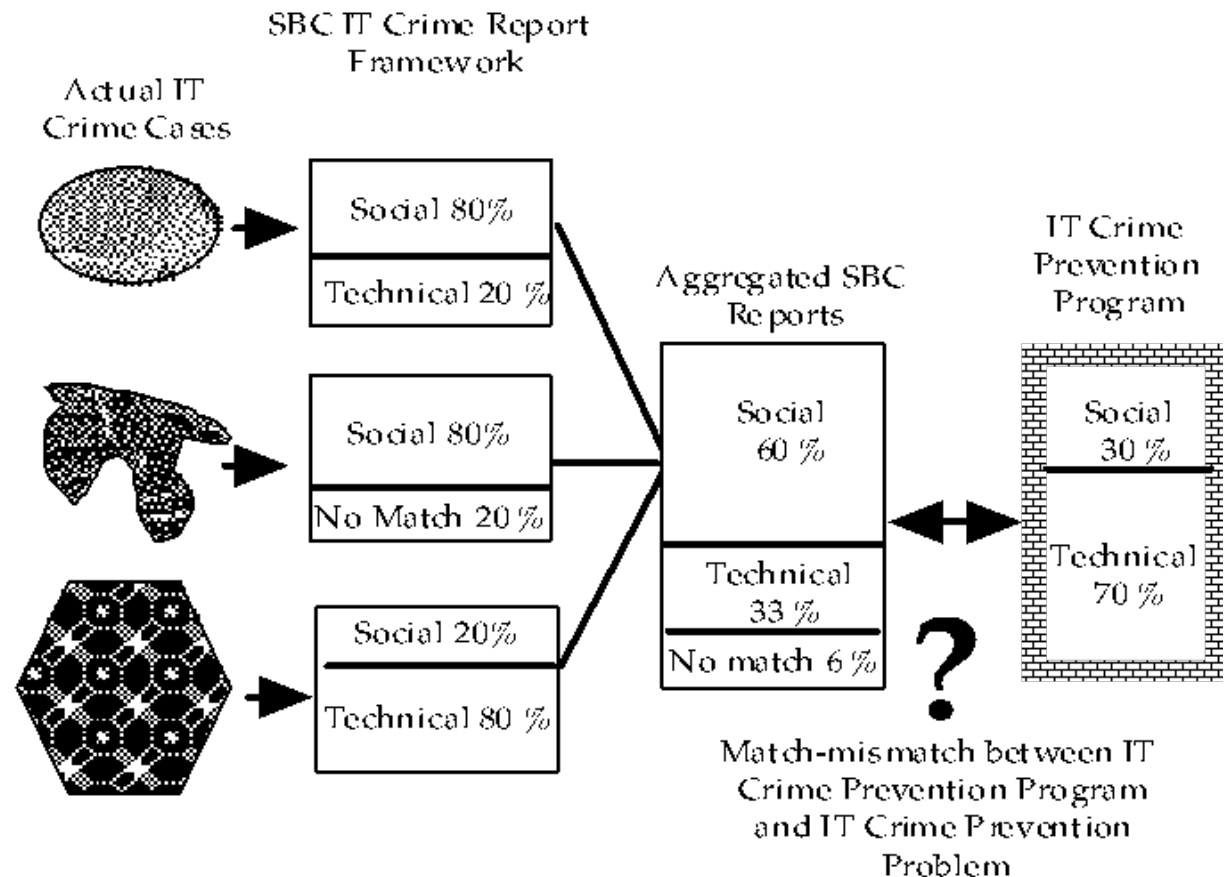 SBC IT Crime Report
Framework
Actual IT
Crime Cases
Social 80%
Technical 20 %
Social 80%
No Match 20 %
Social 20%
Technical 80 %
Aggregated SBC
Reports
Social
60 %
Technical
33 %
No match 6 %
IT Crime
Prevention
Program
Social
30 %
Technical
70 %
?
Match-mismatch between IT
Crime Prevention Program
and IT Crime Prevention
Problem